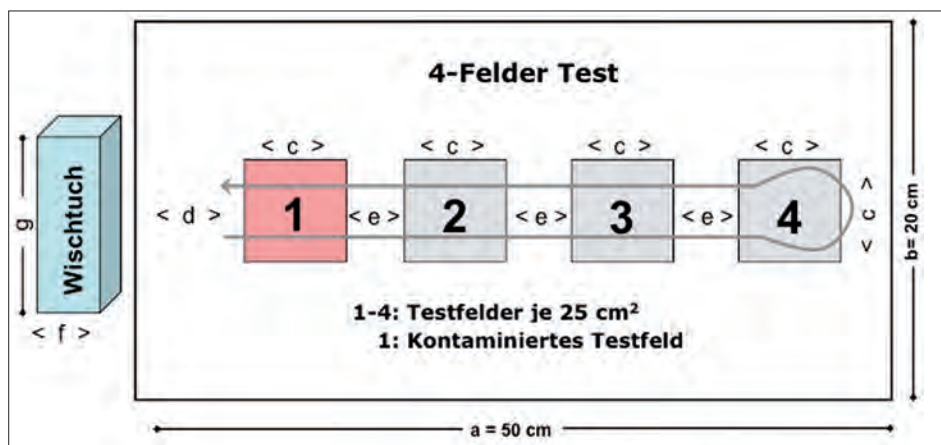 4-Felder Test
< c > < c > < c > < c >
1 < e > 2 < e > 3 < e > 4
< d >
< c >
b= 20 cm
g
Wischtuch
< f >
1-4: Testfelder je 25 cm²
1: Kontaminiertes Testfeld
a = 50 cm